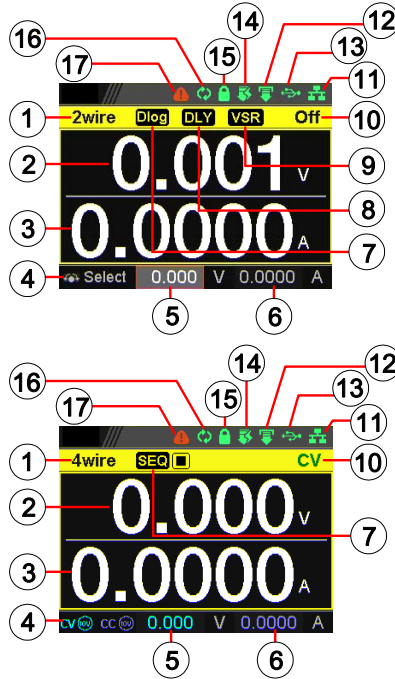 14 12
16 15 13
17 11
1 2wire Dlog DLY VSR Off 10
2 0.001 V 9
8
3 0.0000 A 7
4 Select 0.000 V 0.0000 A
5 6
14 12
16 15 13
17 11
1 4wire SEQ CV 10
2 0.000 V 7
3 0.0000 A
4 CV 10V CC 10V 0.000 V 0.0000 A
5 6